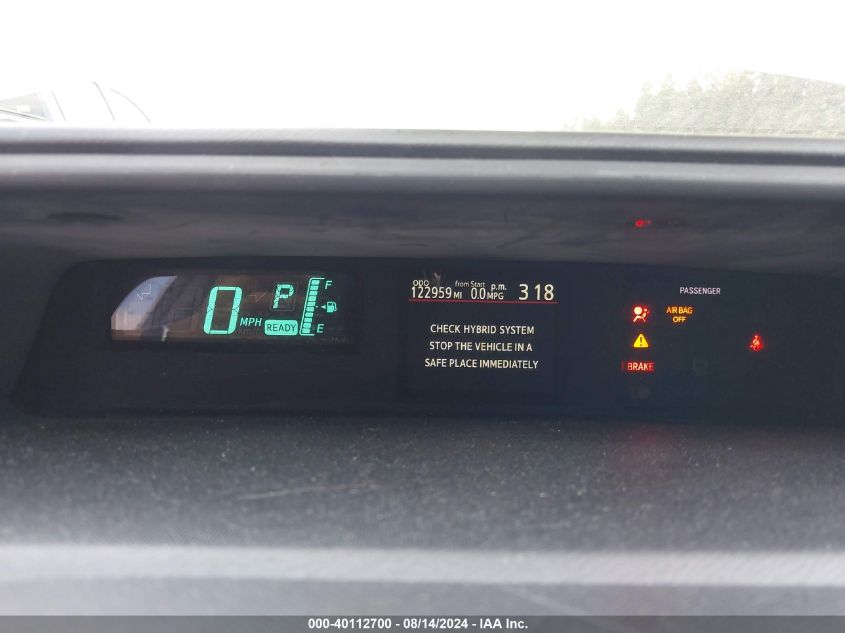 ODO from Start p.m.
122959 MI 0.0 MPG 3 18
PASSENGER
F
0 MPH P
READY
E
AIR BAG
OFF
CHECK HYBRID SYSTEM
STOP THE VEHICLE IN A
SAFE PLACE IMMEDIATELY
BRAKE
000-40112700 - 08/14/2024 - IAA Inc.